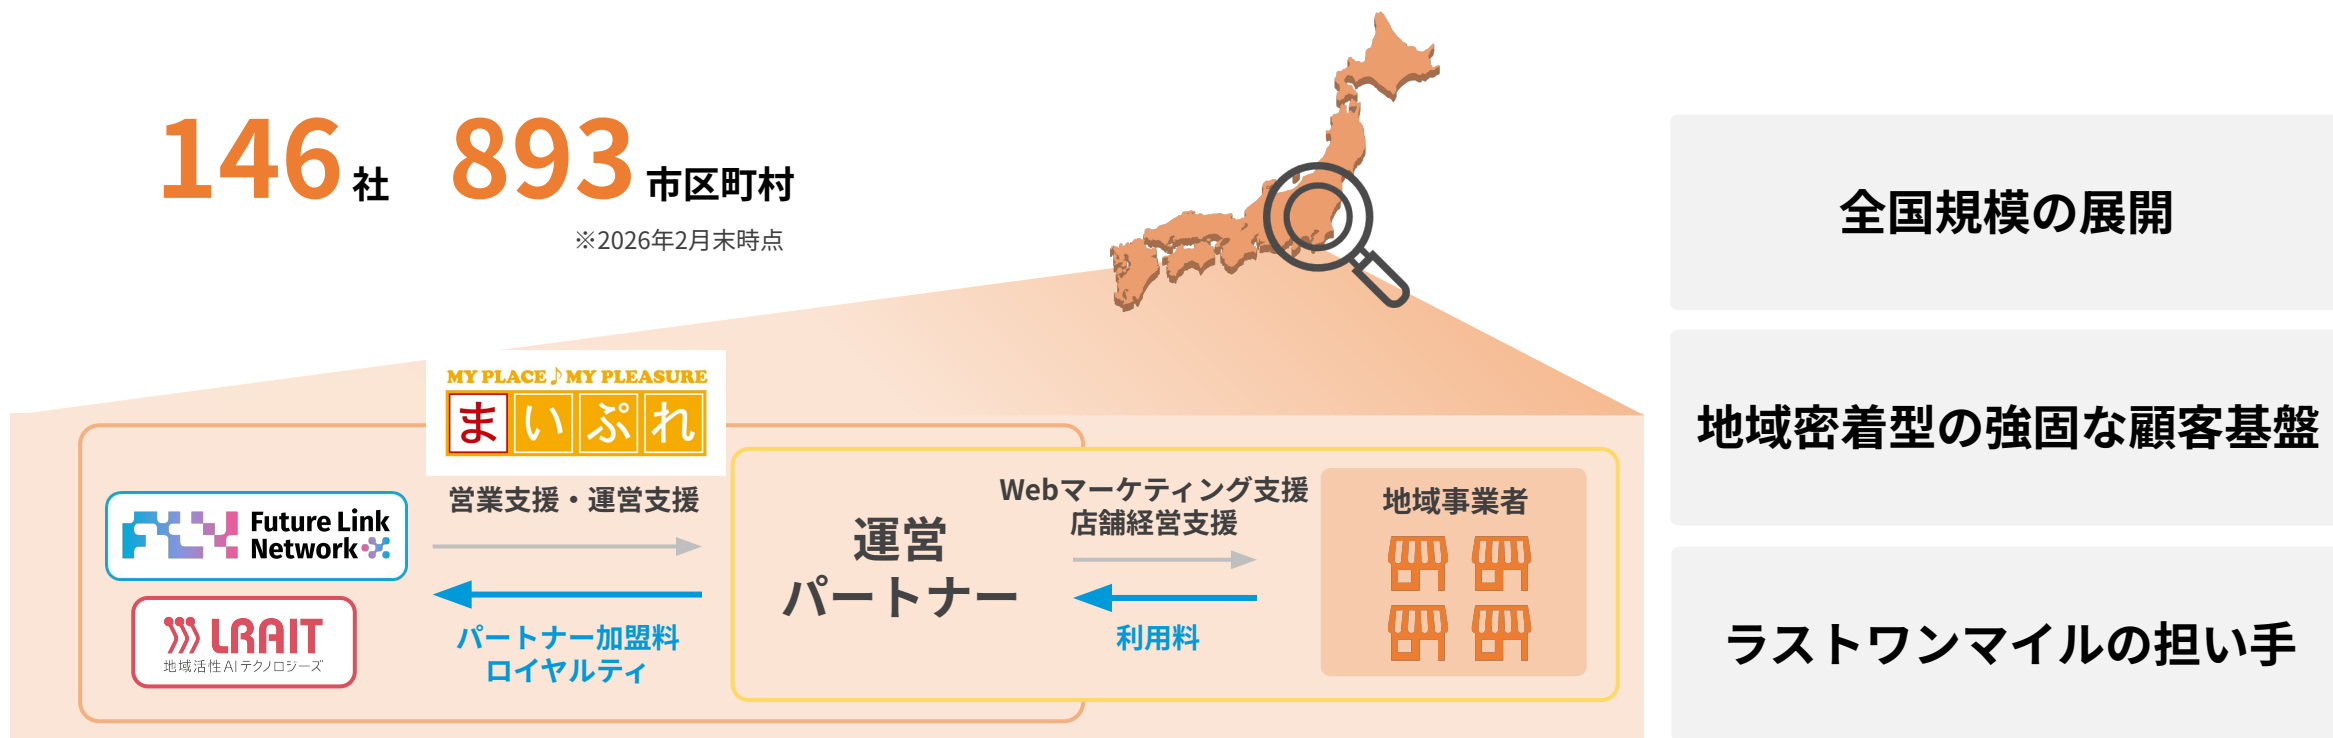 146社 893市区町村
※2026年2月末時点
MY PLACE♪MY PLEASURE
まいぷれ
営業支援・運営支援
Future Link
Network
LRAIT
地域活性AIテクノロジーズ
パートナー加盟料
ロイヤルティ
運営
パートナー
Webマーケティング支援
店舗経営支援
利用料
地域事業者
全国規模の展開
地域密着型の強固な顧客基盤
ラストワンマイルの担い手